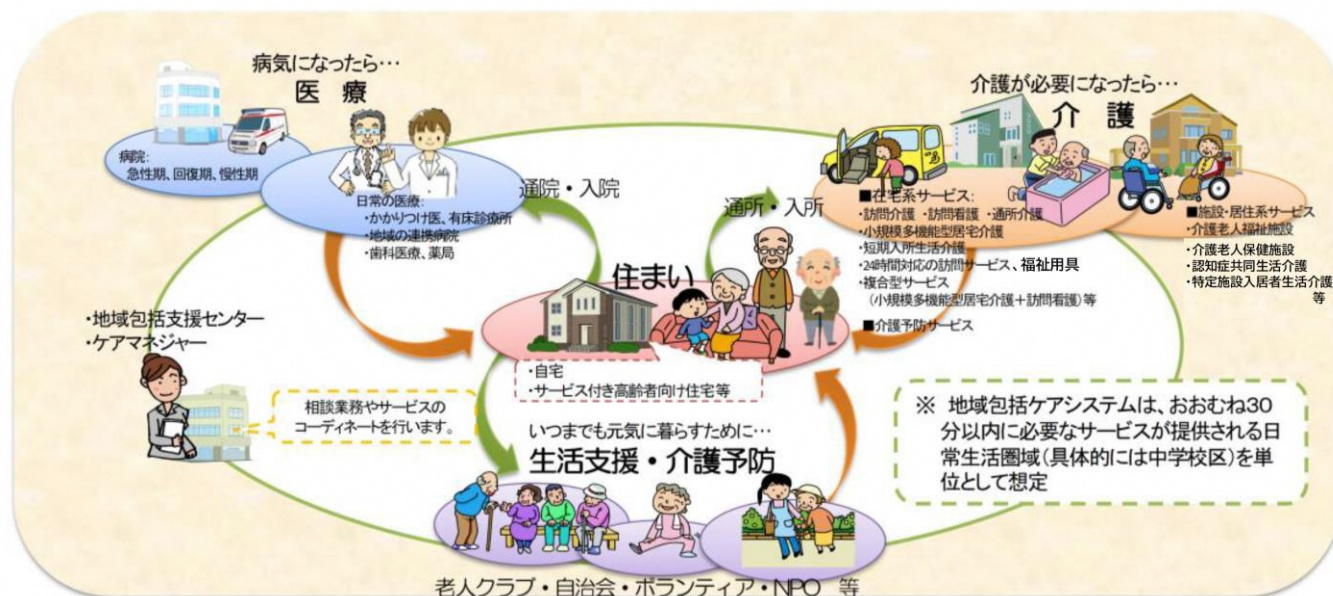 病気になったら…
医 療
病院:
急性期、回復期、慢性期
日常の医療:
・かかりつけ医、有床診療所
・地域の連携病院
・歯科医療、薬局
通院・入院
通所・入所
介護が必要になったら…
介 護
■在宅系サービス:
・訪問介護 ・訪問看護 ・通所介護
・小規模多機能型居宅介護
・短期入所生活介護
・24時間対応の訪問サービス、福祉用具
・複合型サービス
(小規模多機能型居宅介護+訪問看護)等
■介護予防サービス
■施設・居住系サービス
・介護老人福祉施設
・介護老人保健施設
・認知症共同生活介護
・特定施設入居者生活介護
等
住まい
・自宅
・サービス付き高齢者向け住宅等
・地域包括支援センター
・ケアマネジャー
相談業務やサービスの
コーディネートを行います。
いつまでも元気に暮らすために…
生活支援・介護予防
老人クラブ・自治会・ボランティア・NPO 等
※ 地域包括ケアシステムは、おおむね30
分以内に必要なサービスが提供される日
常生活圏域(具体的には中学校区)を単
位として想定